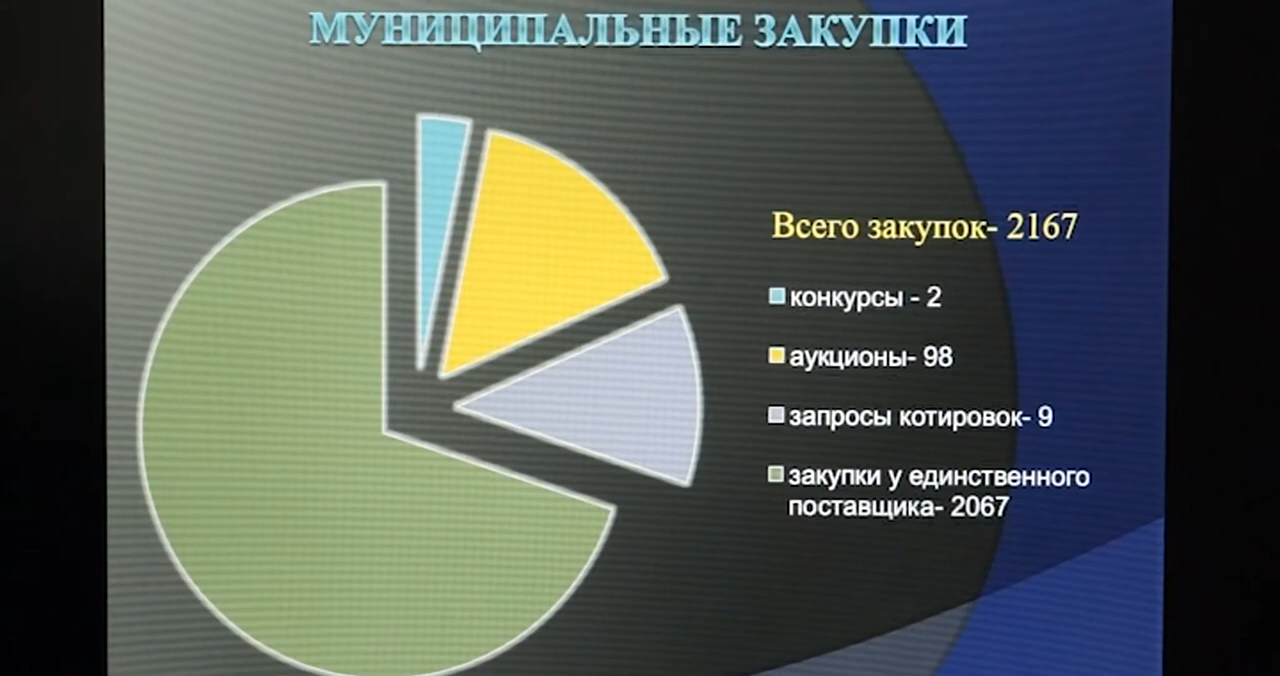 МУНИЦИПАЛЬНЫЕ ЗАКУПКИ
Всего закупок- 2167
конкурсы - 2
аукционы- 98
запросы котировок- 9
закупки у единственного
поставщика- 2067